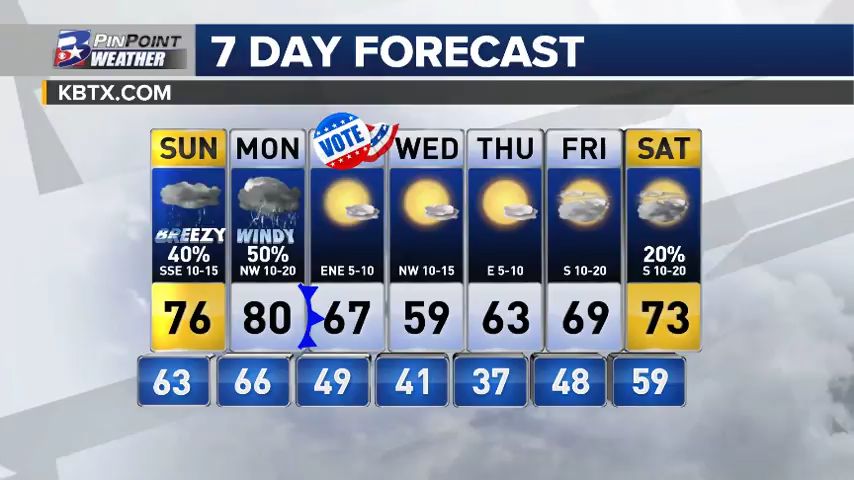 PINPOINT
WEATHER
7 DAY FORECAST
KBTX.COM
SUN MON VOTE WED THU FRI SAT
BREEZY WINDY
40% 50% 20%
SSE 10-15 NW 10-20 ENE 5-10 NW 10-15 E 5-10 S 10-20 S 10-20
76 80 67 59 63 69 73
63 66 49 41 37 48 59